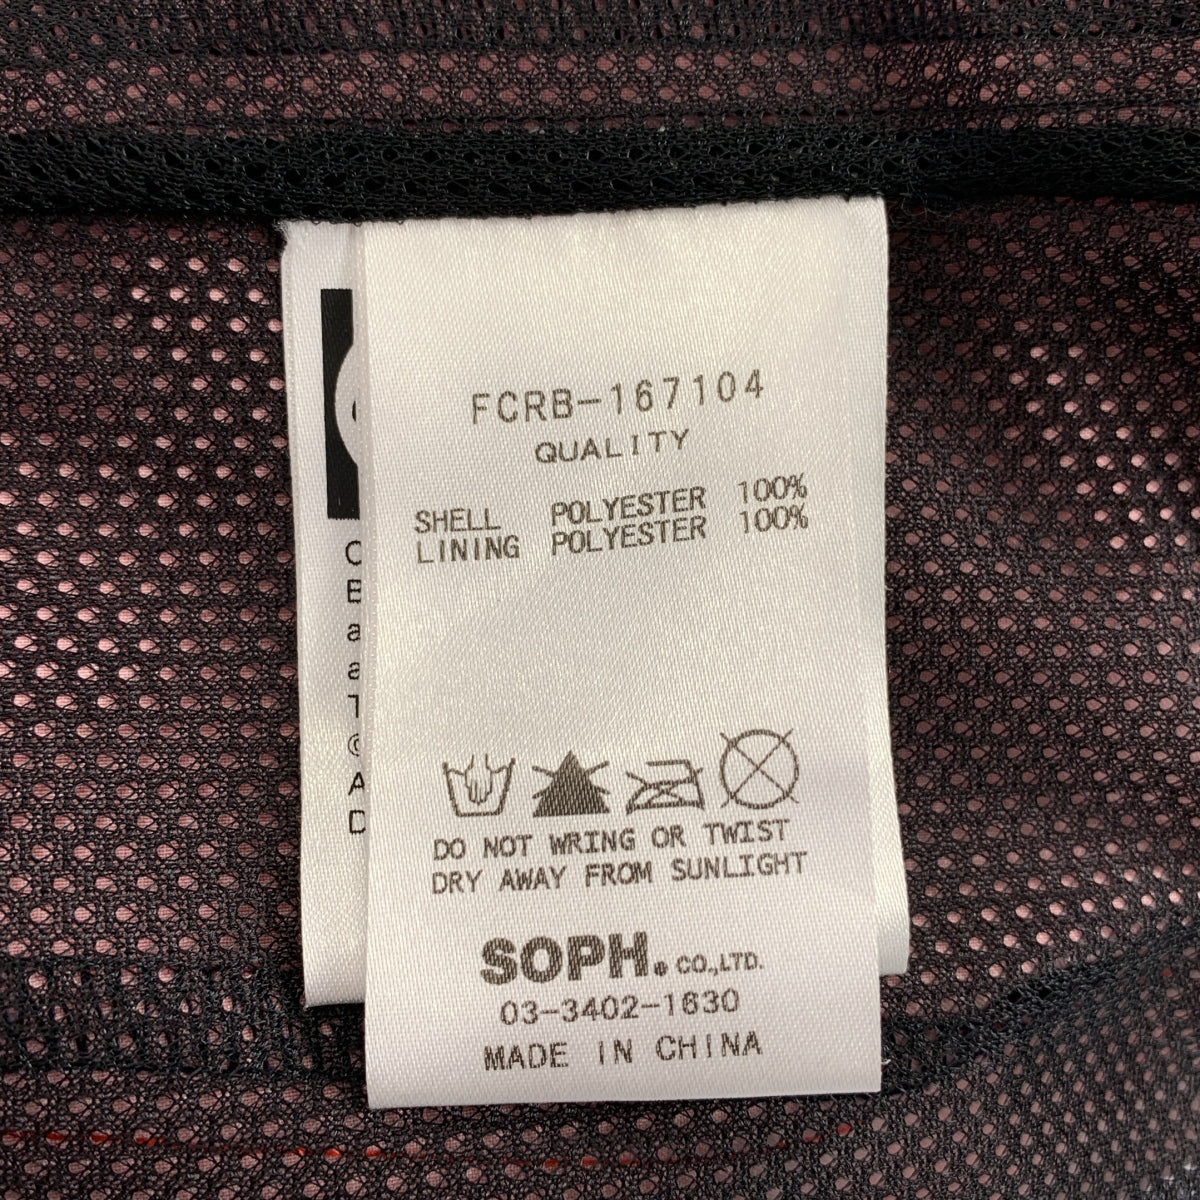 FCRB-167104
QUALITY
SHELL POLYESTER 100%
LINING POLYESTER 100%
DO NOT WRING OR TWIST
DRY AWAY FROM SUNLIGHT
SOPH. CO.,LTD.
03-3402-1630
MADE IN CHINA